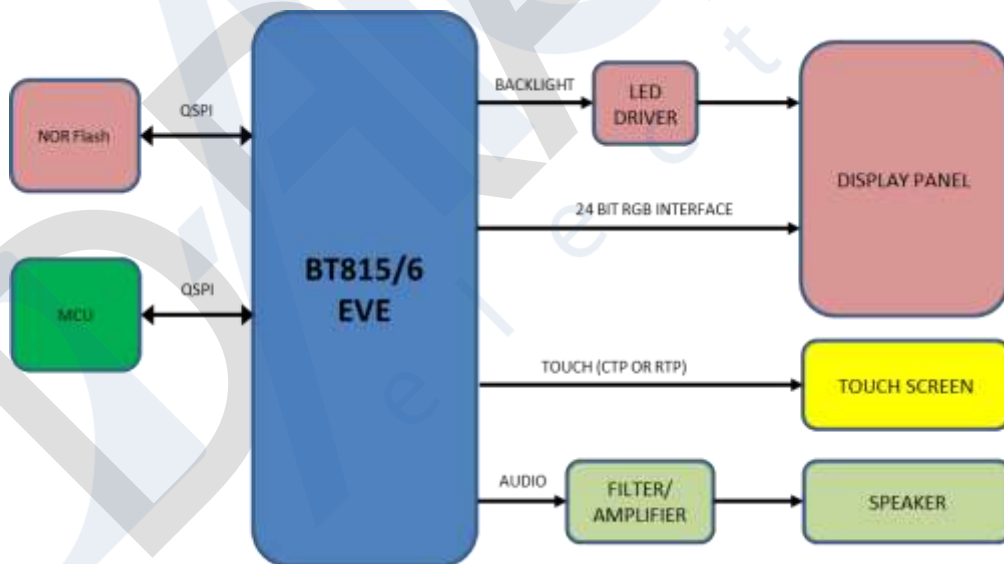 BACKLIGHT
LED
DRIVER
NOR Flash
QSPI
DISPLAY PANEL
24 BIT RGB INTERFACE
BT815/6
EVE
MCU
QSPI
TOUCH (CTP OR RTP)
TOUCH SCREEN
AUDIO
FILTER/
AMPLIFIER
SPEAKER